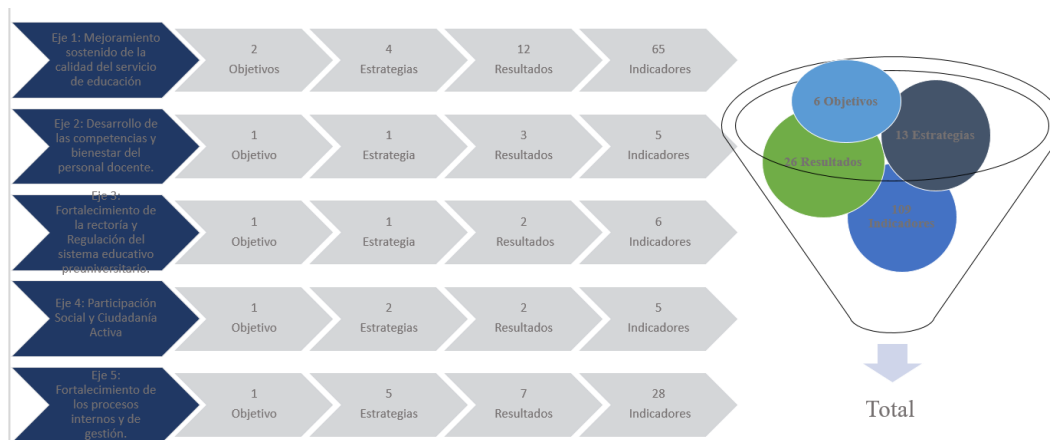 Eje 1: Mejoramiento
sostenido de la
calidad del servicio
de educación
2
Objetivos
4
Estrategias
12
Resultados
65
Indicadores
Eje 2: Desarrollo de
las competencias y
bienestar del
personal docente.
1
Objetivo
1
Estrategia
3
Resultados
5
Indicadores
Eje 3:
Fortalecimiento de
la rectoría y
Regulación del
sistema educativo
preuniversitario.
1
Objetivo
1
Estrategia
2
Resultados
6
Indicadores
Eje 4: Participación
Social y Ciudadanía
Activa
1
Objetivo
2
Estrategias
2
Resultados
5
Indicadores
Eje 5:
Fortalecimiento de
los procesos
internos y de
gestión.
1
Objetivo
5
Estrategias
7
Resultados
28
Indicadores
6 Objetivos
13 Estrategias
26 Resultados
Indicadores
Total